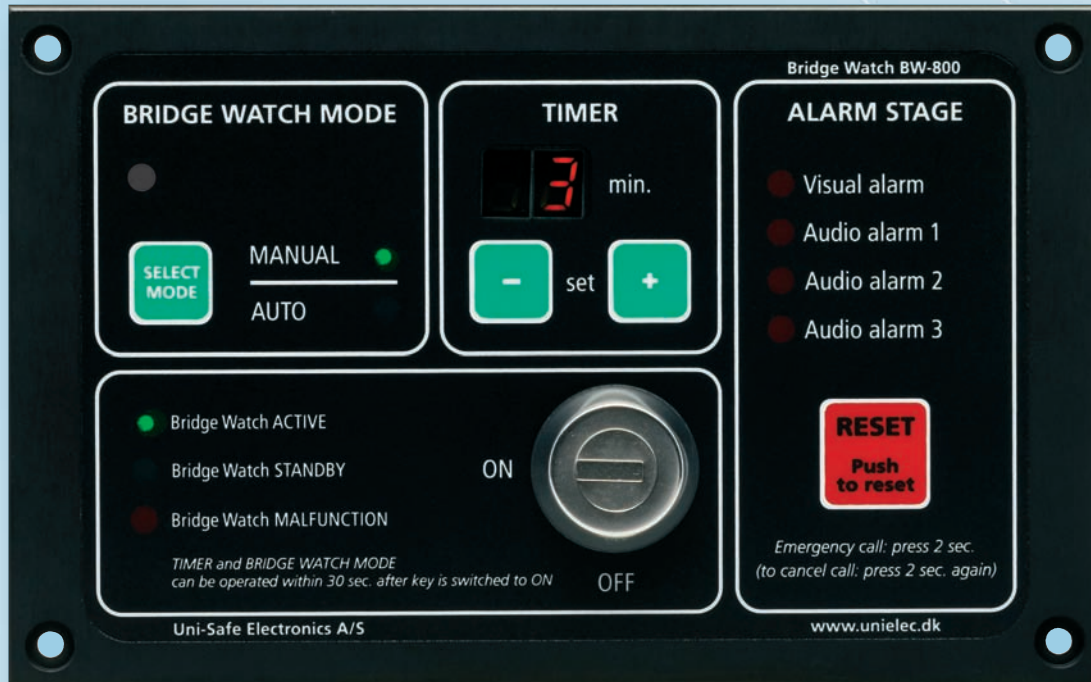 Bridge Watch BW-800
BRIDGE WATCH MODE
SELECT
MODE
MANUAL
AUTO
TIMER
3 min.
- set +
ALARM STAGE
Visual alarm
Audio alarm 1
Audio alarm 2
Audio alarm 3
RESET
Push
to reset
Emergency call: press 2 sec.
(to cancel call: press 2 sec. again)
Bridge Watch ACTIVE
Bridge Watch STANDBY
Bridge Watch MALFUNCTION
TIMER and BRIDGE WATCH MODE
can be operated within 30 sec. after key is switched to ON
ON
OFF
Uni-Safe Electronics A/S
www.unielec.dk